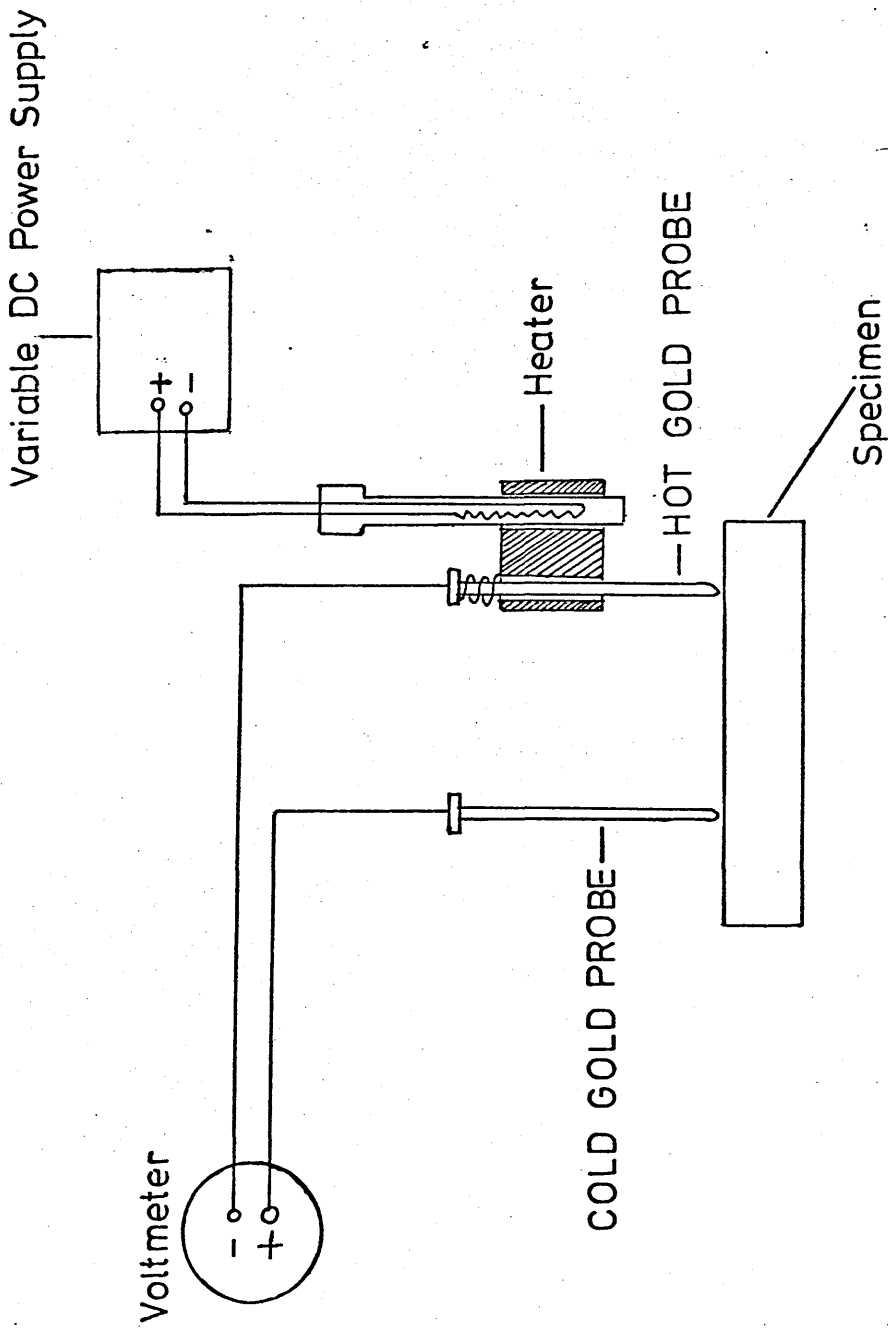 Variable DC Power Supply
+
-
Voltmeter
-
+
Heater
HOT GOLD PROBE
COLD GOLD PROBE
Specimen